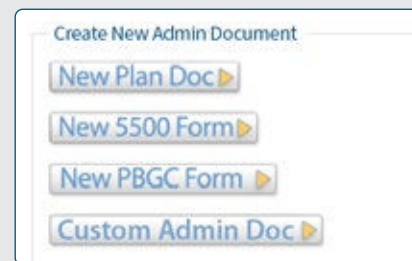 Create New Admin Document
New Plan Doc
New 5500 Form
New PBGC Form
Custom Admin Doc